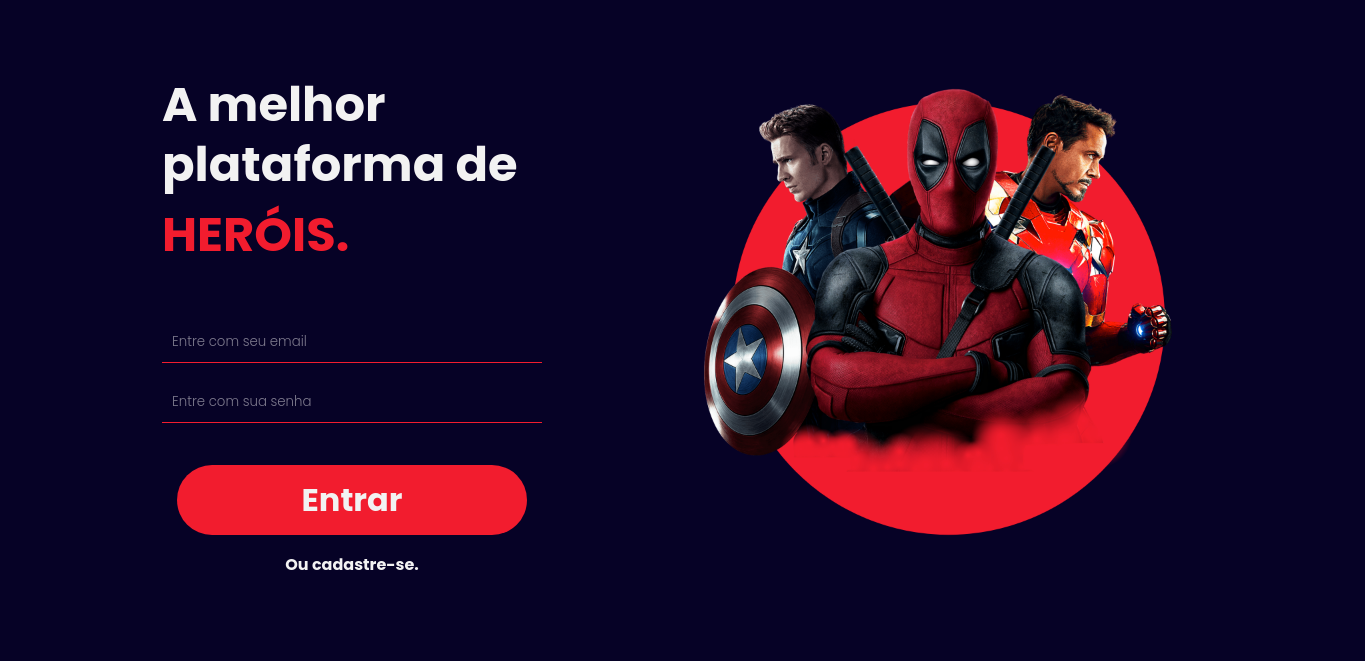 A melhor
plataforma de
HERÓIS.
Entre com seu email
Entre com sua senha
Entrar
Ou cadastre-se.